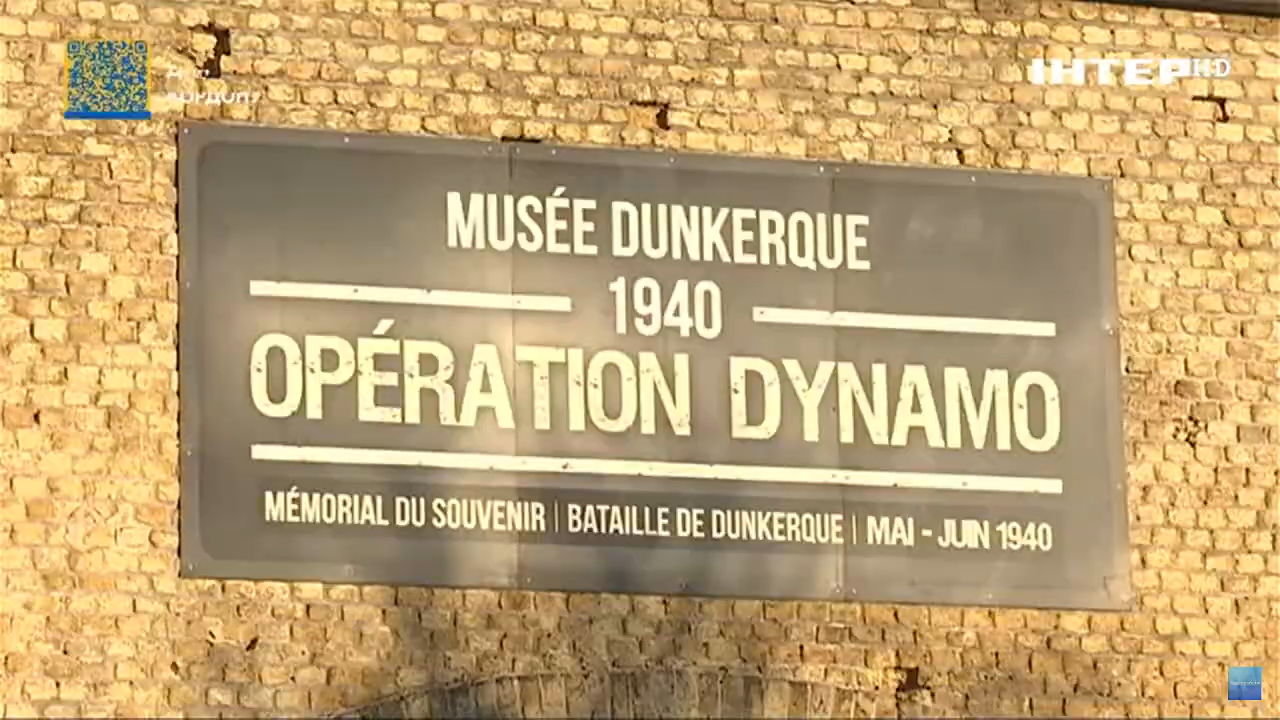 ІНТЕР HD
MUSÉE DUNKERQUE
1940
OPÉRATION DYNAMO
MÉMORIAL DU SOUVENIR | BATAILLE DE DUNKERQUE | MAI - JUIN 1940